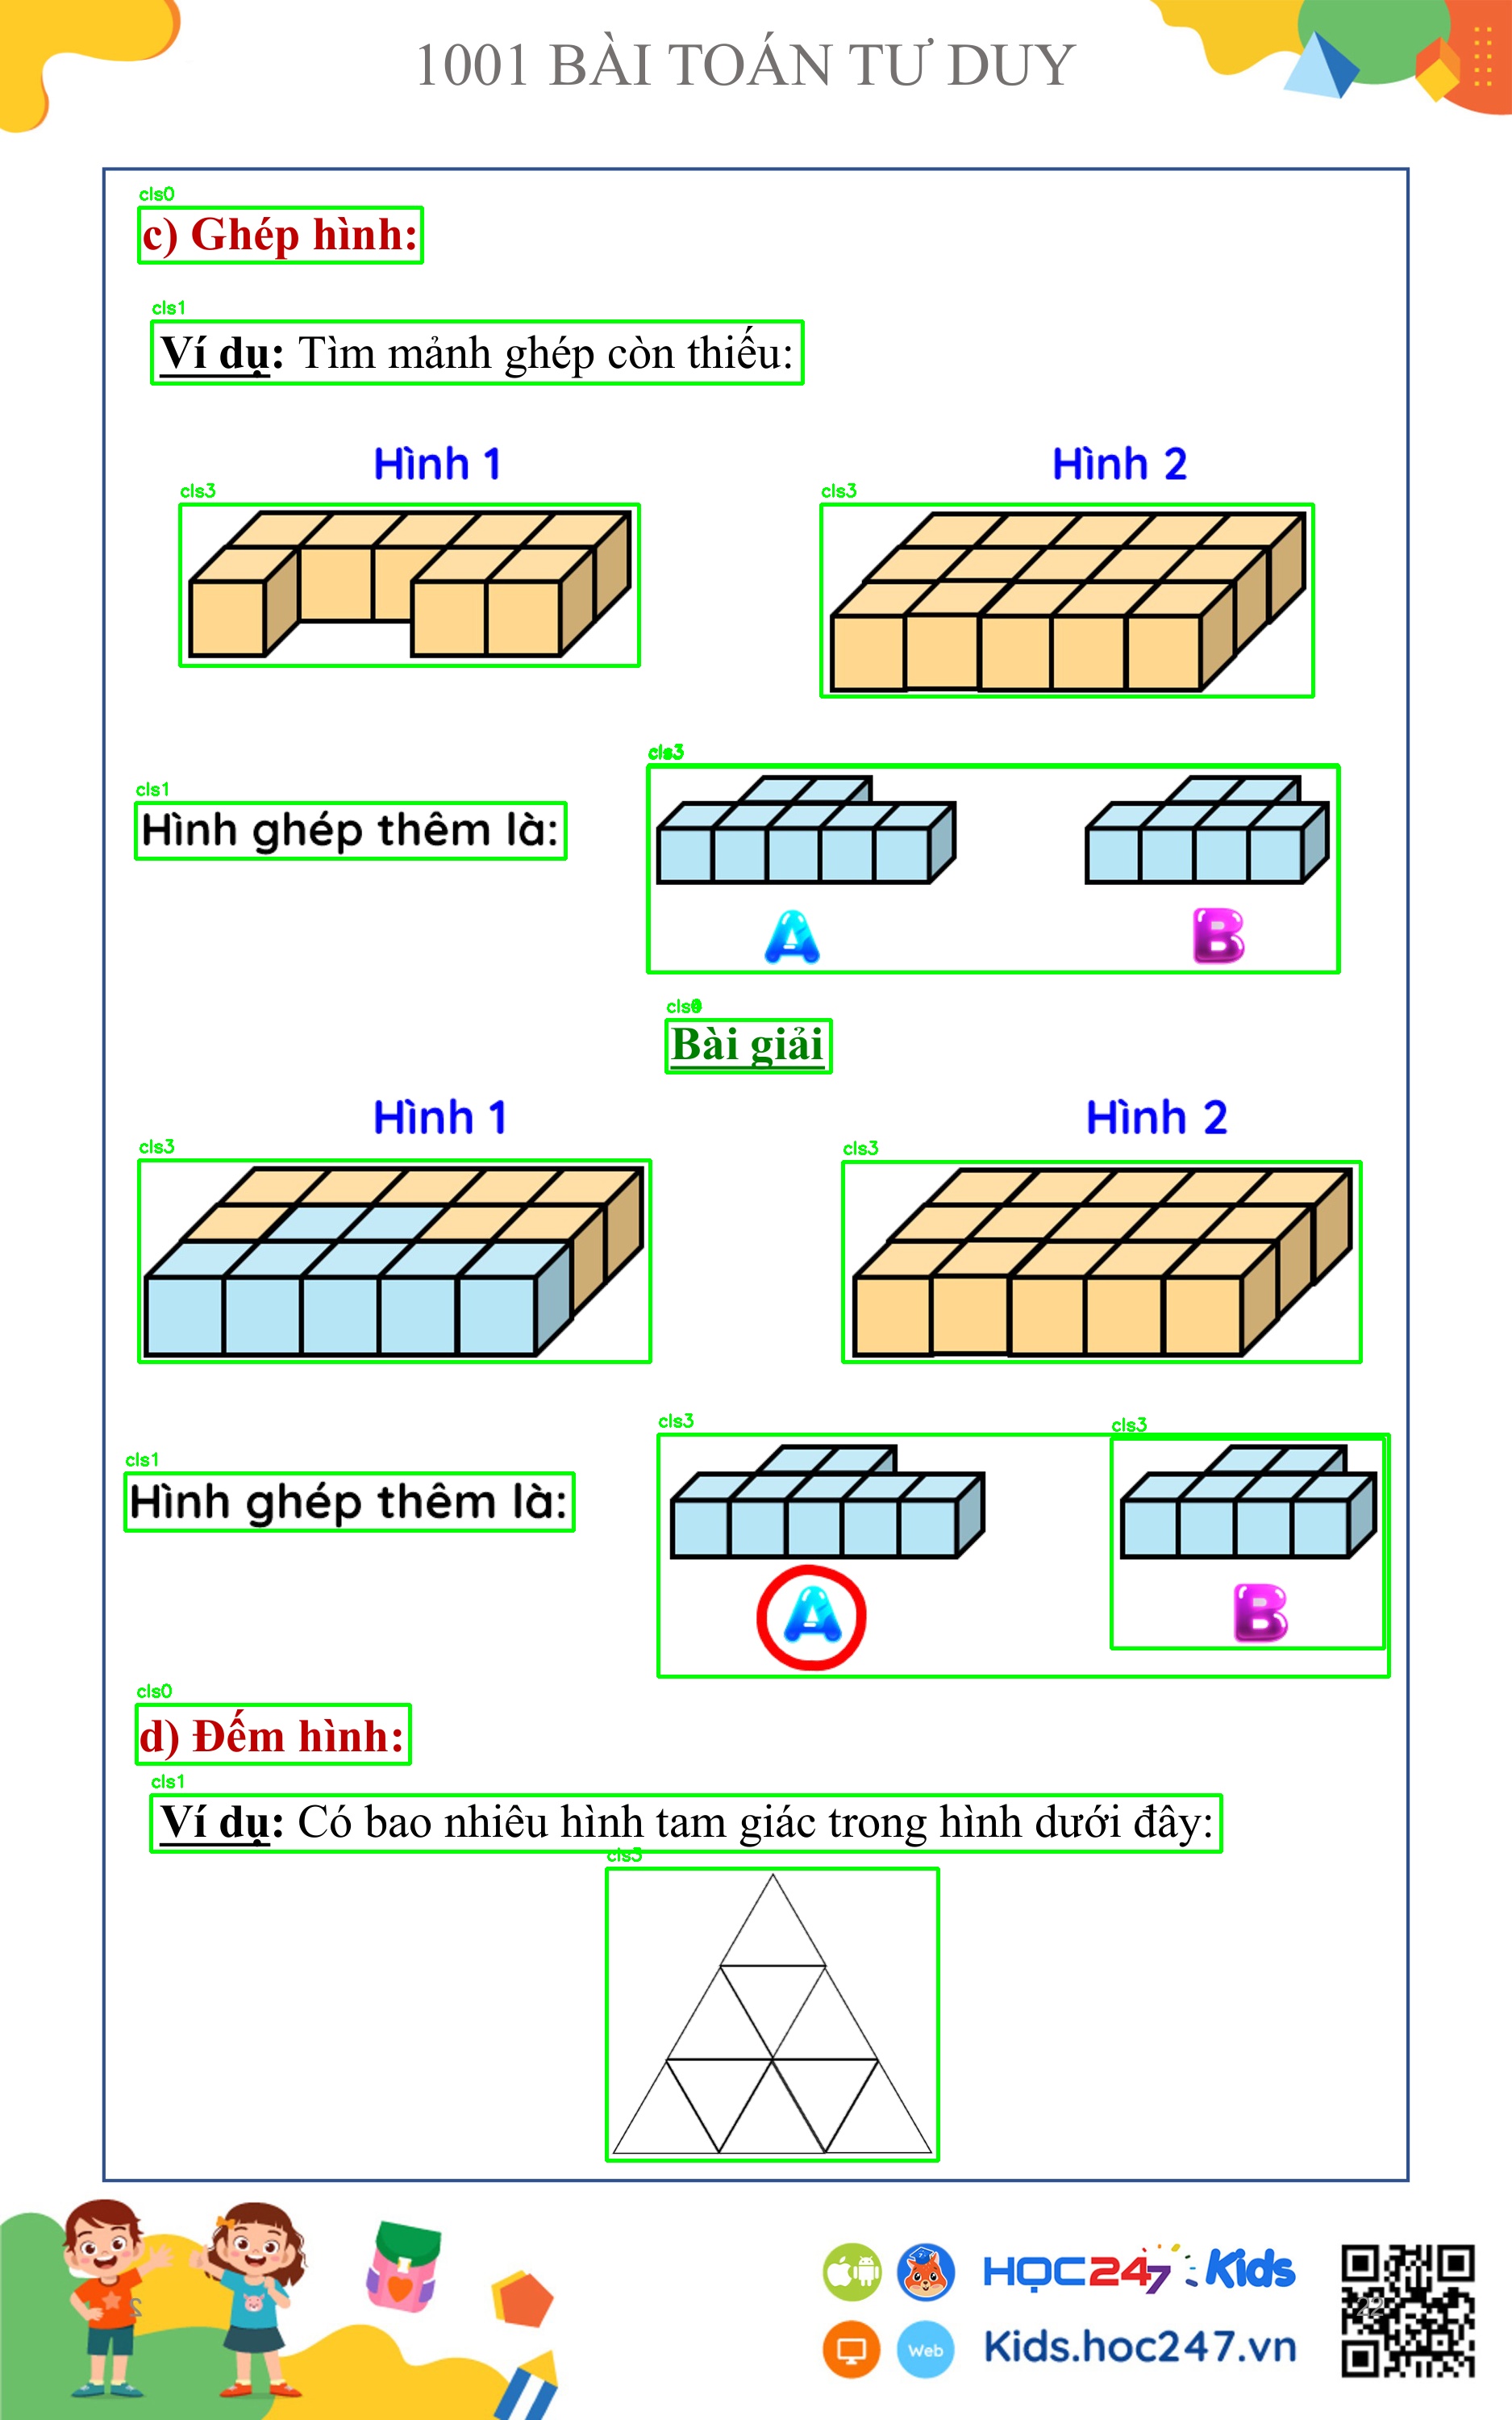 1001 BÀI TOÁN TƯ DUY
cls0
c) Ghép hình:
cls1
Ví dụ: Tìm mảnh ghép còn thiếu:
Hình 1 Hình 2
cls3 cls3
cls3
cls1
Hình ghép thêm là:
A B
Bài giải
Hình 1 Hình 2
cls3 cls3
cls3 cls3
cls1
Hình ghép thêm là:
A B
cls0
d) Đếm hình:
cls1
Ví dụ: Có bao nhiêu hình tam giác trong hình dưới đây:
cls3
HỌC247 Kids
22
Web Kids.hoc247.vn